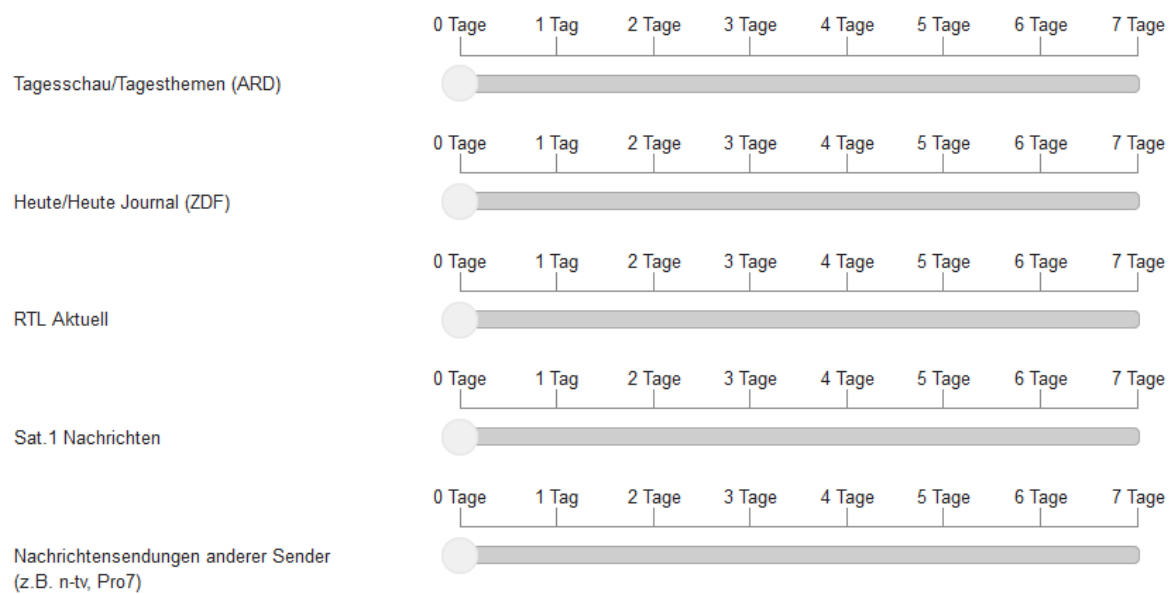 0 Tage 1 Tag 2 Tage 3 Tage 4 Tage 5 Tage 6 Tage 7 Tage
Tagesschau/Tagesthemen (ARD)
0 Tage 1 Tag 2 Tage 3 Tage 4 Tage 5 Tage 6 Tage 7 Tage
Heute/Heute Journal (ZDF)
0 Tage 1 Tag 2 Tage 3 Tage 4 Tage 5 Tage 6 Tage 7 Tage
RTL Aktuell
0 Tage 1 Tag 2 Tage 3 Tage 4 Tage 5 Tage 6 Tage 7 Tage
Sat.1 Nachrichten
0 Tage 1 Tag 2 Tage 3 Tage 4 Tage 5 Tage 6 Tage 7 Tage
Nachrichtensendungen anderer Sender
(z.B. n-tv, Pro7)